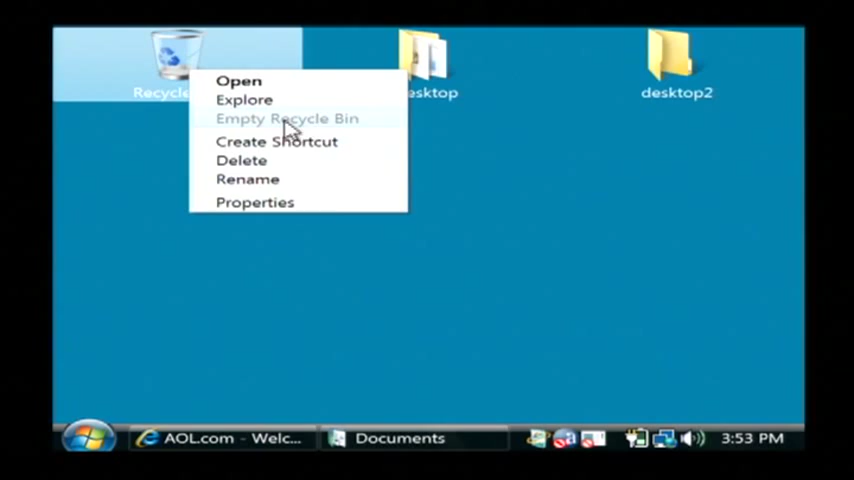 Recycle
esktop
desktop2
Open
Explore
Empty Recycle Bin
Create Shortcut
Delete
Rename
Properties
AOL.com - Welc...
Documents
3:53 PM